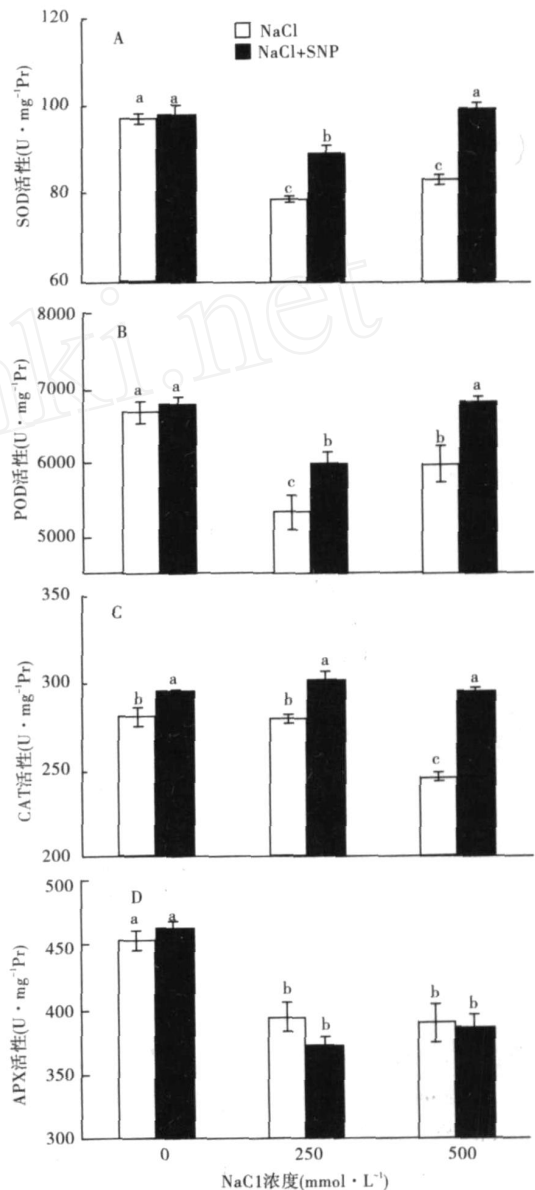 120
A
NaCl
NaCl+SNP
a a
b
a
100
c
c
80
60
SOD活性(U·mg⁻¹Pr)
8000
B
a a
a
7000
b
b
c
6000
5000
POD活性(U·mg⁻¹Pr)
350
C
a
a
a
300
b
b
c
250
200
CAT活性(U·mg⁻¹Pr)
500
D
a a
450
b
b
b b
400
350
300
APX活性(U·mg⁻¹Pr)
0 250 500
NaCl浓度(mmol·L⁻¹)
nki.net